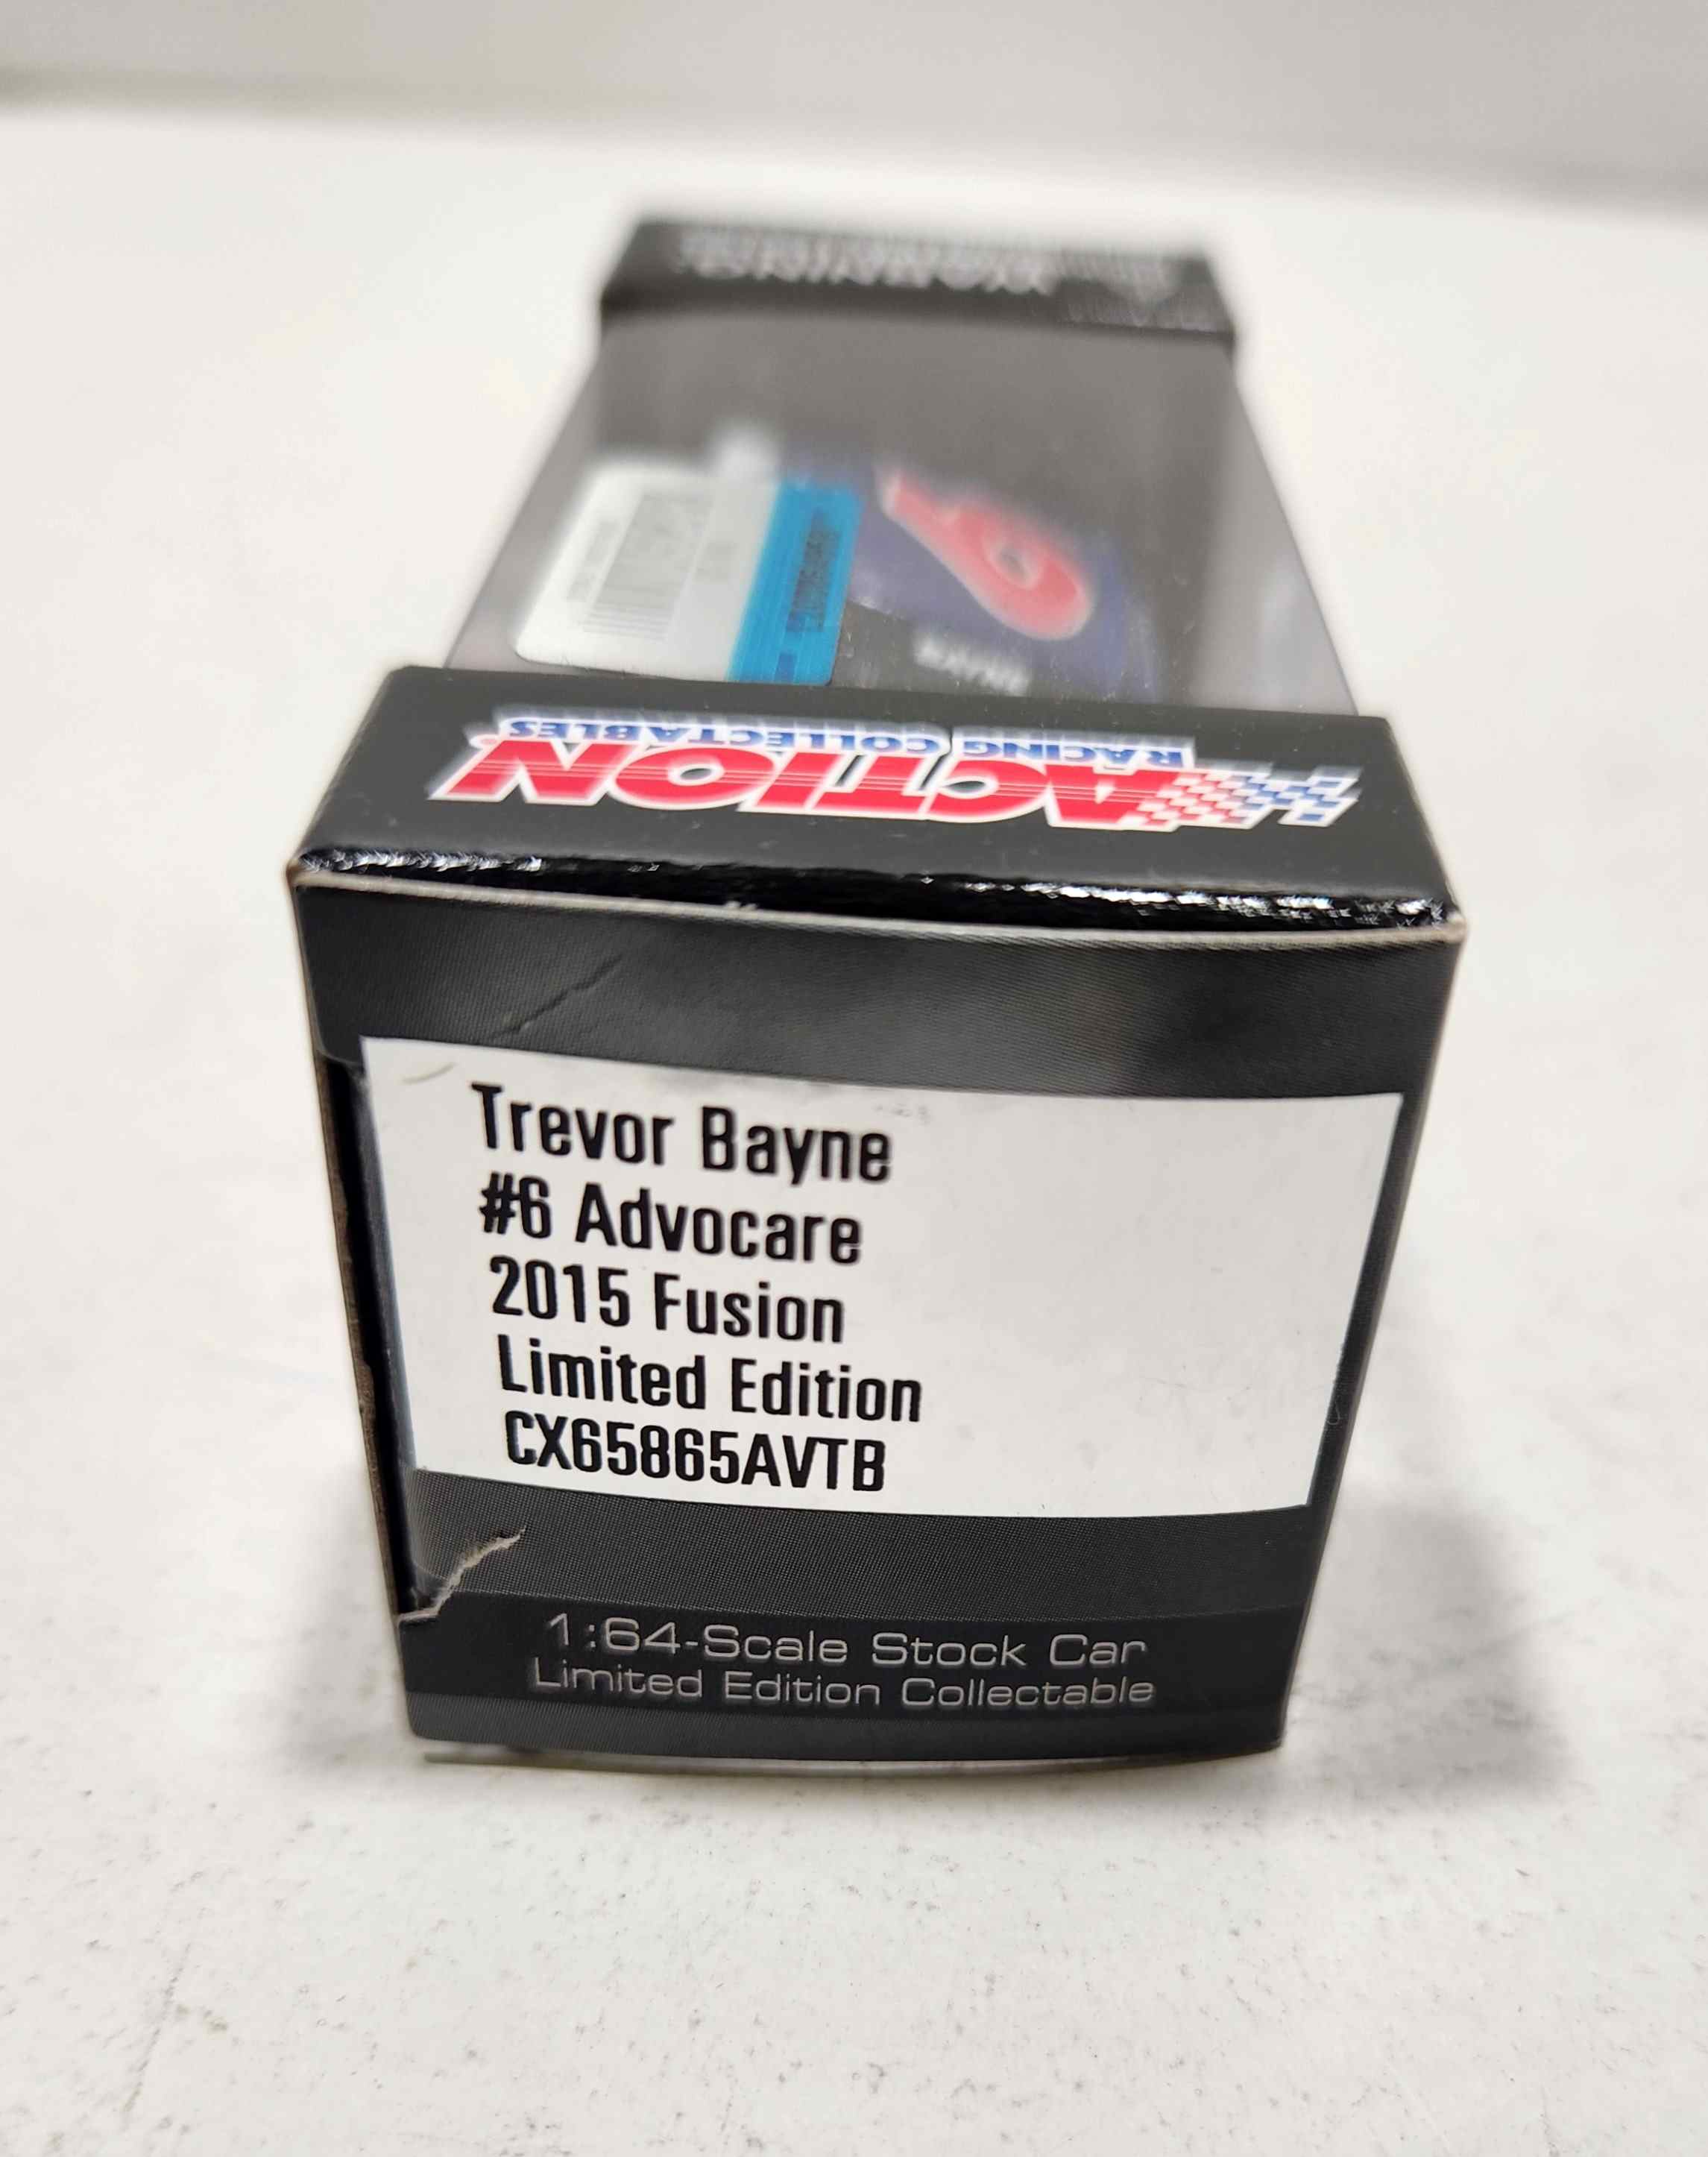 ACTION
RACING COLLECTABLES
6
Trevor Bayne
#6 Advocare
2015 Fusion
Limited Edition
CX65865AVTB
1:64-Scale Stock Car
Limited Edition Collectable